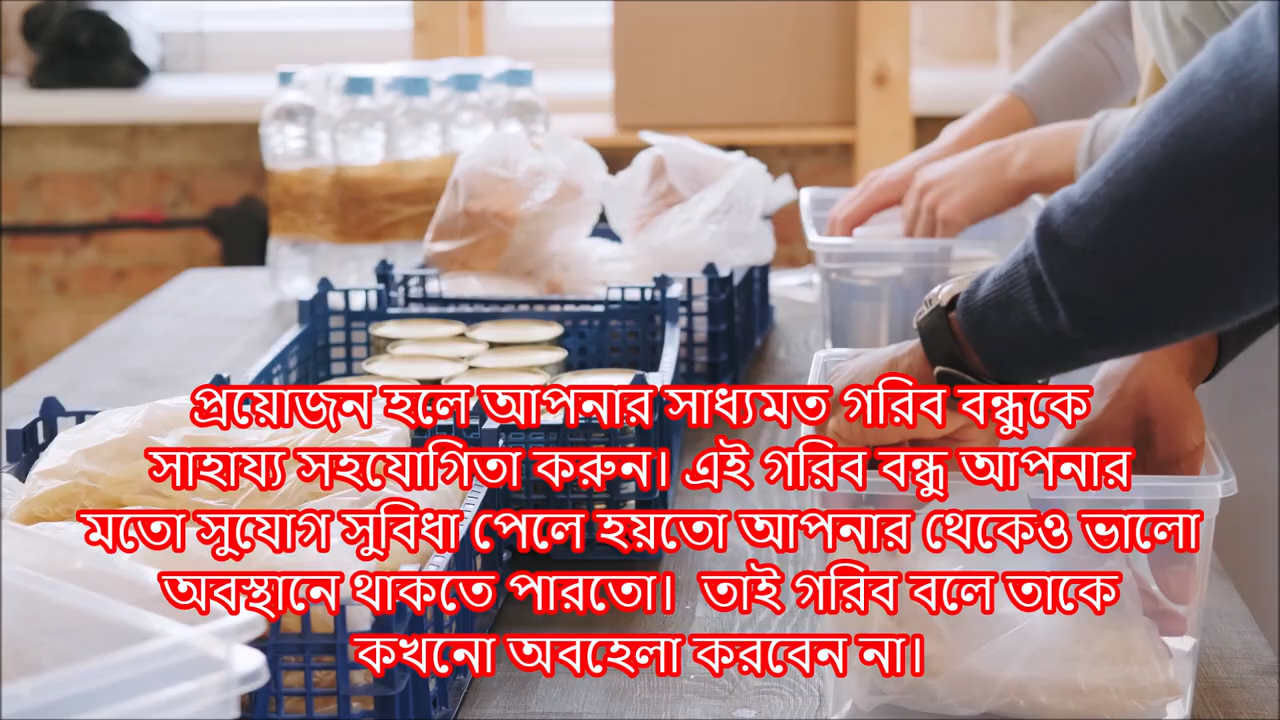 প্রয়োজন হলে আপনার সাধ্যমত গরিব বন্ধুকে
সাহায্য সহযোগিতা করুন। এই গরিব বন্ধু আপনার
মতো সুযোগ সুবিধা পেলে হয়তো আপনার থেকেও ভালো
অবস্থানে থাকতে পারতো। তাই গরিব বলে তাকে
কখনো অবহেলা করবেন না।